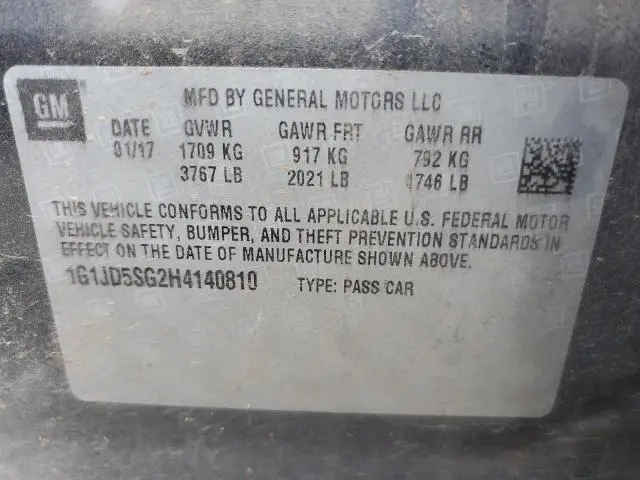 GM
MFD BY GENERAL MOTORS LLC
DATE GVWR GAWR FRT GAWR RR
01/17 1709 KG 917 KG 792 KG
3767 LB 2021 LB 1746 LB
THIS VEHICLE CONFORMS TO ALL APPLICABLE U.S. FEDERAL MOTOR
VEHICLE SAFETY, BUMPER, AND THEFT PREVENTION STANDARDS IN
EFFECT ON THE DATE OF MANUFACTURE SHOWN ABOVE.
1G1JD5SG2H4140810 TYPE: PASS CAR